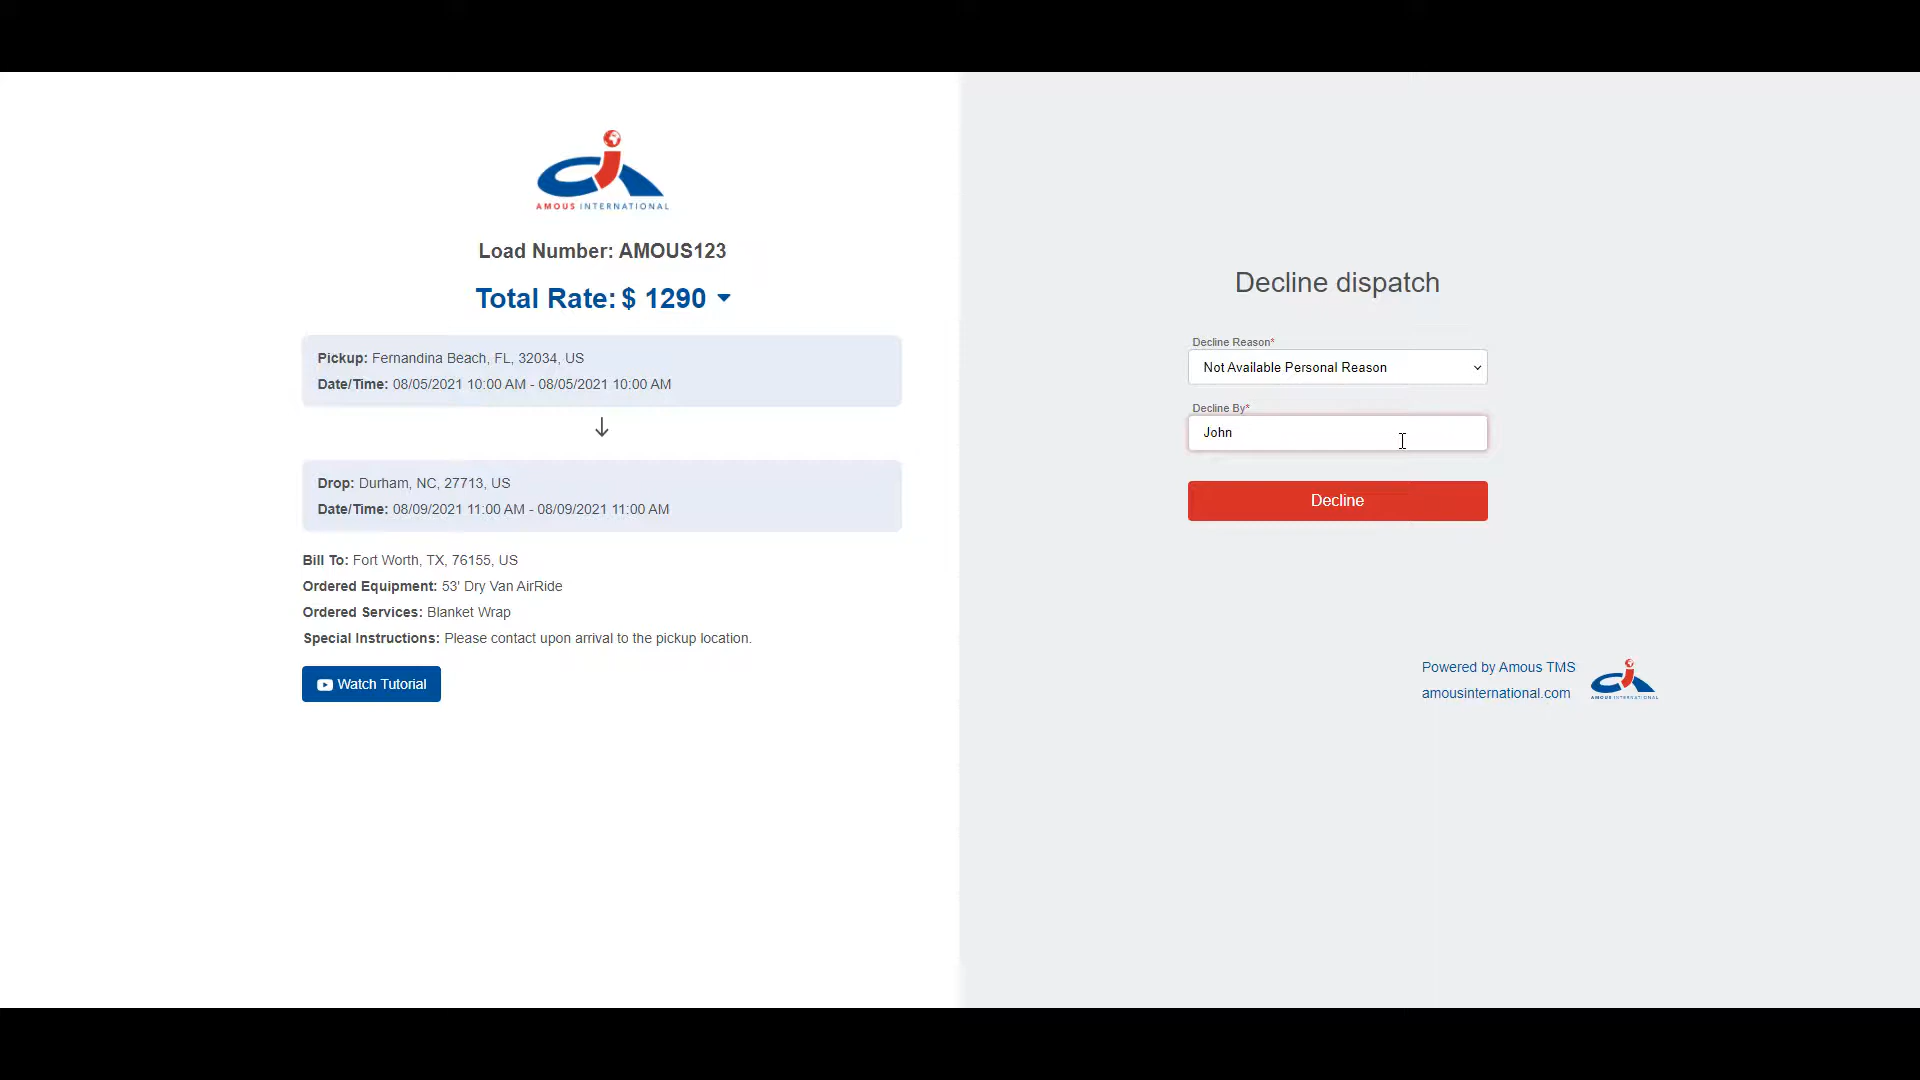 AMOUS INTERNATIONAL
Load Number: AMOUS123
Total Rate: $ 1290
Pickup: Fernandina Beach, FL, 32034, US
Date/Time: 08/05/2021 10:00 AM - 08/05/2021 10:00 AM
Drop: Durham, NC, 27713, US
Date/Time: 08/09/2021 11:00 AM - 08/09/2021 11:00 AM
Bill To: Fort Worth, TX, 76155, US
Ordered Equipment: 53' Dry Van AirRide
Ordered Services: Blanket Wrap
Special Instructions: Please contact upon arrival to the pickup location.
Watch Tutorial
Decline dispatch
Decline Reason*
Not Available Personal Reason
Decline By*
John
Decline
Powered by Amous TMS
amousinternational.com
AMOUS INTERNATIONAL